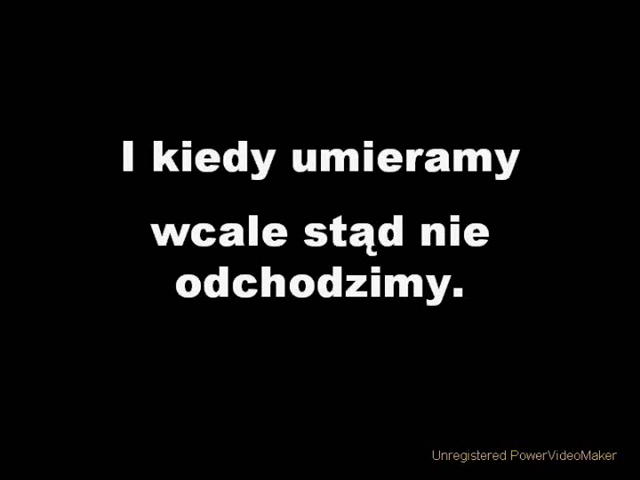 I kiedy umieramy
wcale stąd nie
odchodzimy.
Unregistered PowerVideoMaker